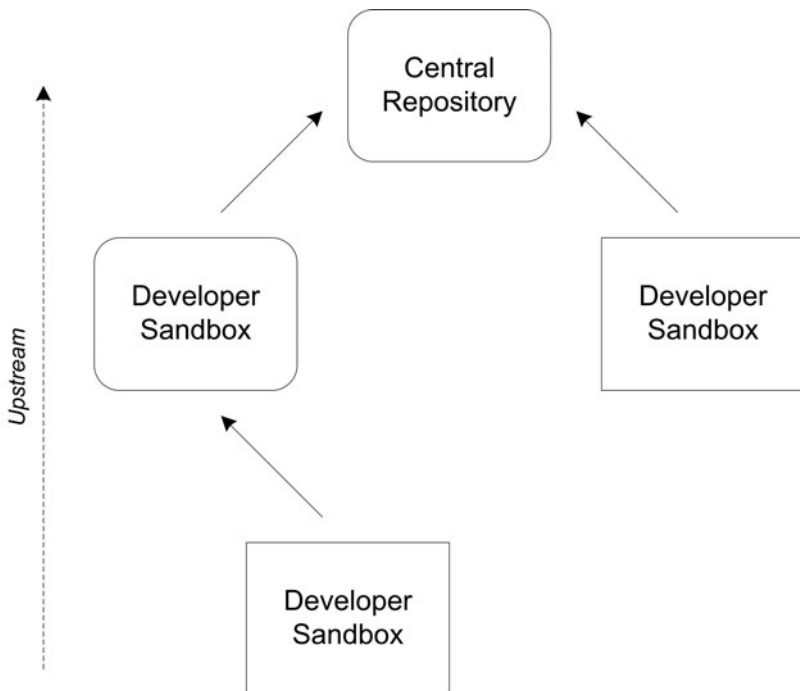 Central
Repository
Developer
Sandbox
Developer
Sandbox
Upstream
Developer
Sandbox